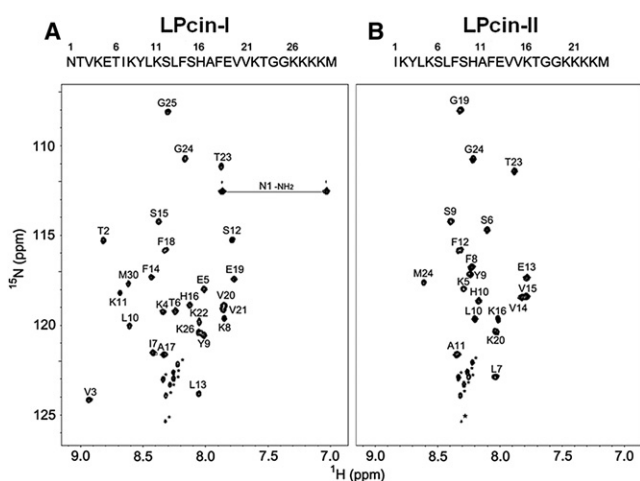 A LPcin-I
1 6 11 16 21 26
NTVKETIKYLKSLFSHAFEVVKTGGKKKKM
G25
G24
T23
N1 -NH₂
S15
T2
S12
F18
F14
M30
E19
K11
E5
H16
V20
K4
T6
V21
K22
L10
K8
K26
Y9
I7
A17
L13
V3
*
110
115
120
125
¹⁵N (ppm)
9.0 8.5 8.0 7.5 7.0
B LPcin-II
1 6 11 16 21
IKYLKSLFSHAFEVVKTGGKKKKM
G19
G24
T23
S9
S6
F12
F8
Y9
E13
M24
K5
H10
V15
V14
L10
K16
K20
A11
L7
*
9.0 8.5 8.0 7.5 7.0
¹H (ppm)